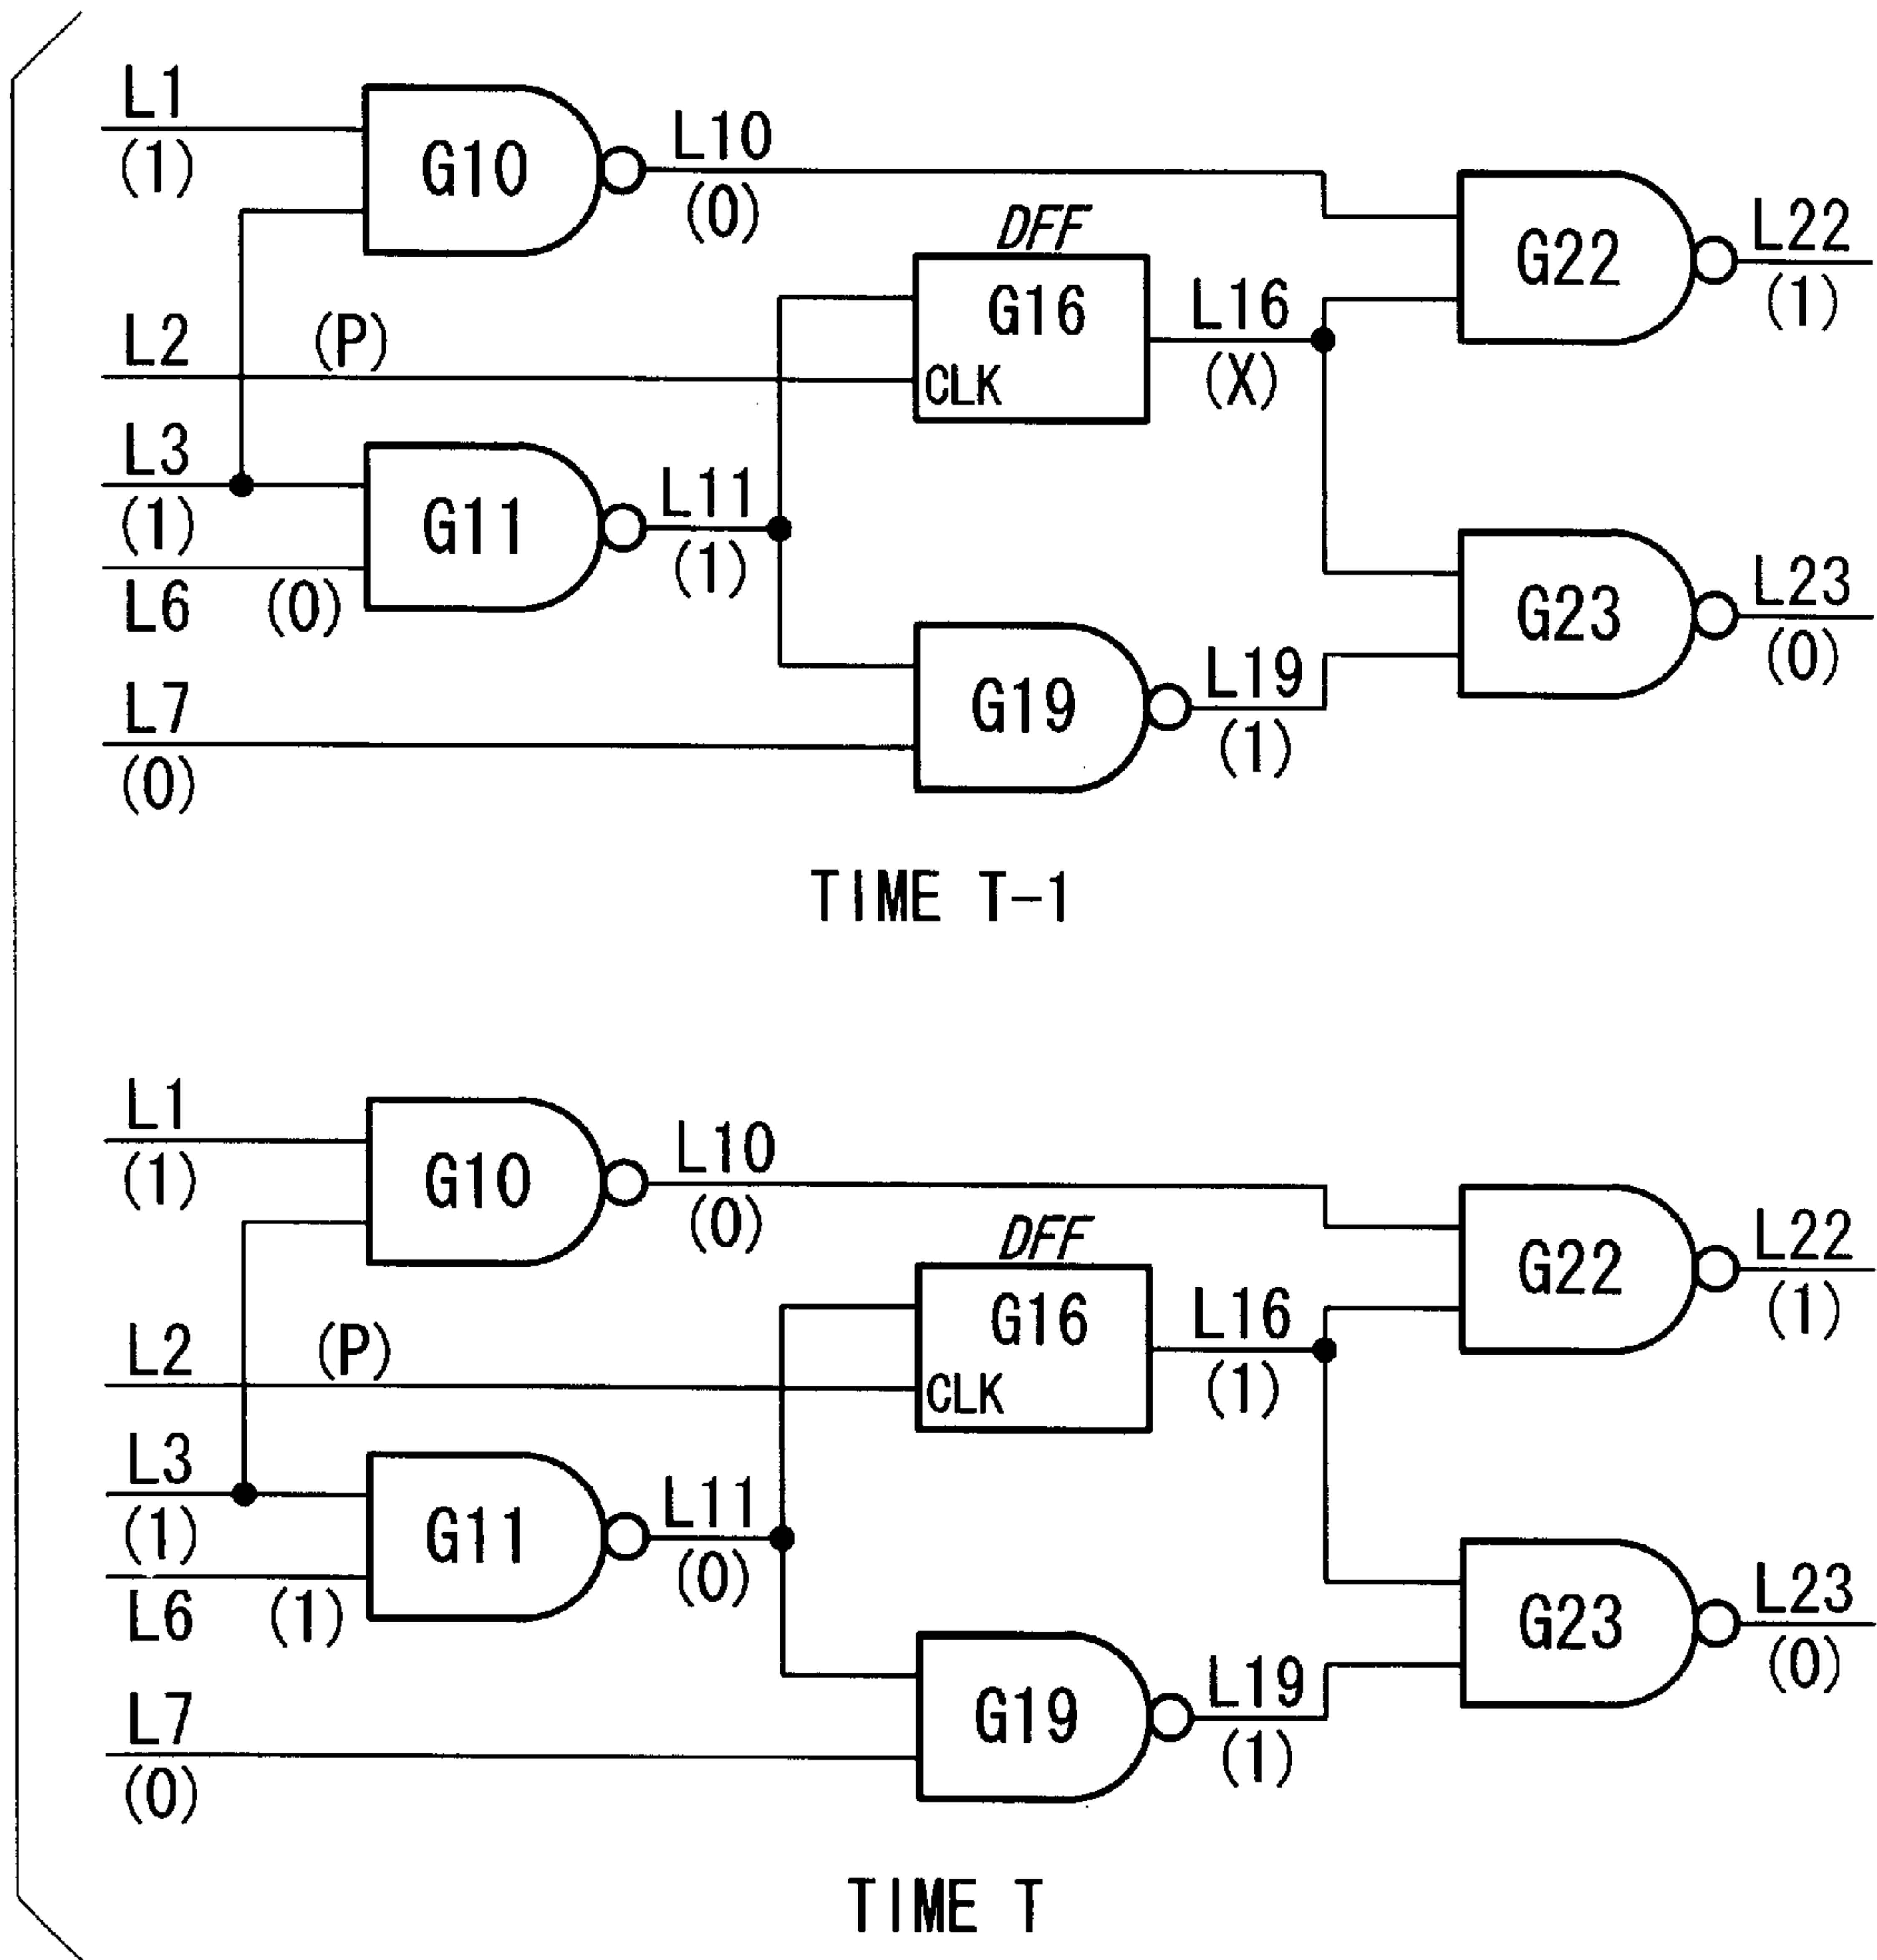 L1
(1)
G10
L10
(0)
DFF
G16
CLK
L16
(X)
G22
L22
(1)
L2
(P)
L3
(1)
G11
L11
(1)
L6
(0)
G23
L23
(0)
G19
L19
(1)
L7
(0)
TIME T-1
L1
(1)
G10
L10
(0)
DFF
G16
CLK
L16
(1)
G22
L22
(1)
L2
(P)
L3
(1)
G11
L11
(0)
L6
(1)
G23
L23
(0)
G19
L19
(1)
L7
(0)
TIME T